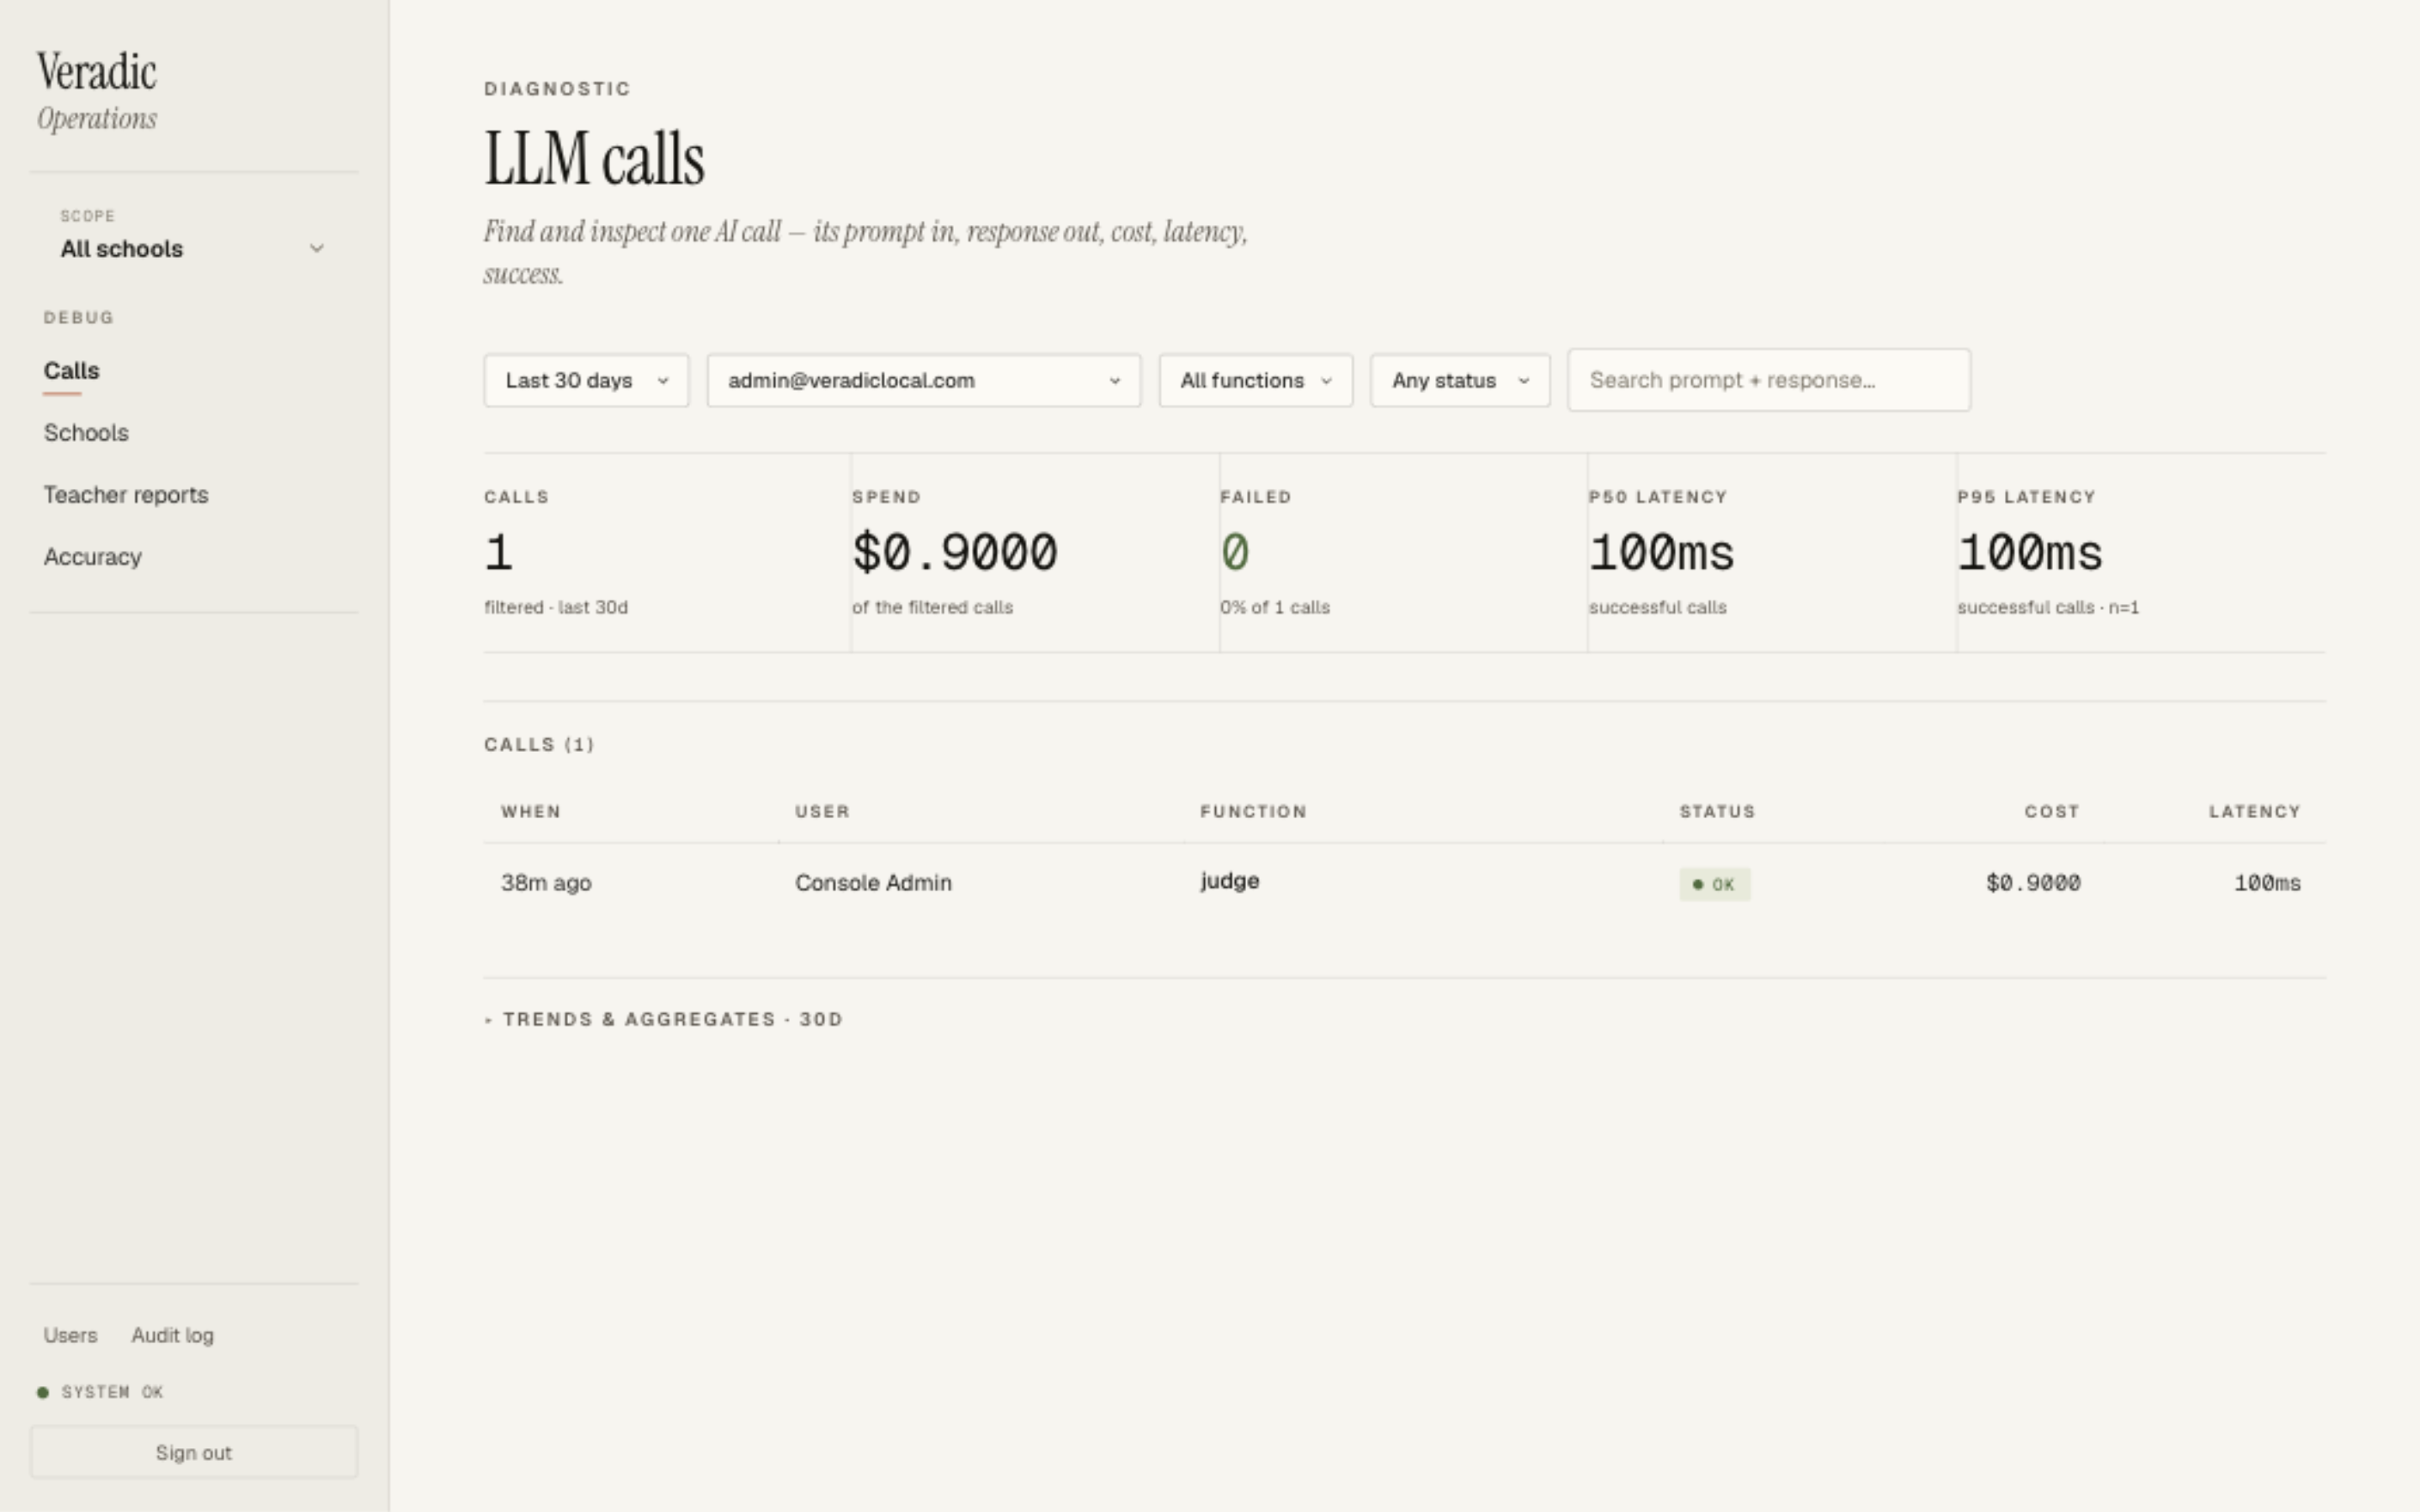 Veradic
Operations
SCOPE
All schools
DEBUG
Calls
Schools
Teacher reports
Accuracy
Users Audit log
SYSTEM OK
Sign out
DIAGNOSTIC
LLM calls
Find and inspect one AI call — its prompt in, response out, cost, latency,
success.
Last 30 days admin@veradiclocal.com All functions Any status Search prompt + response...
CALLS SPEND FAILED P50 LATENCY P95 LATENCY
1 $0.9000 0 100ms 100ms
filtered · last 30d of the filtered calls 0% of 1 calls successful calls successful calls · n=1
CALLS (1)
WHEN USER FUNCTION STATUS COST LATENCY
38m ago Console Admin judge OK $0.9000 100ms
TRENDS & AGGREGATES · 30D